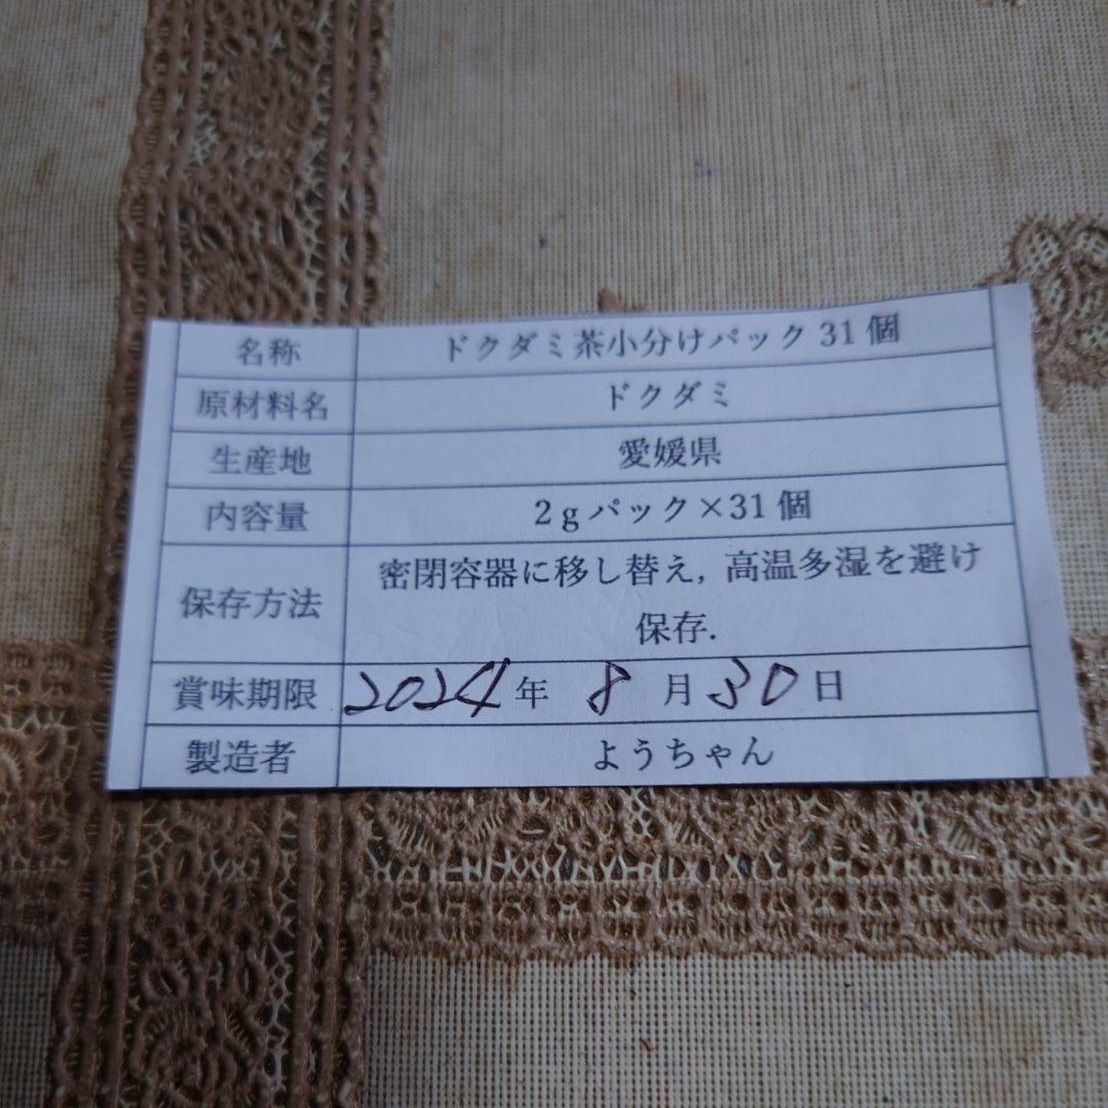 名称 ドクダミ茶小分けパック 31 個
原材料名 ドクダミ
生産地 愛媛県
内容量 2gパック×31 個
保存方法 密閉容器に移し替え, 高温多湿を避け
保存.
賞味期限 2024年 8月30日
製造者 ようちゃん